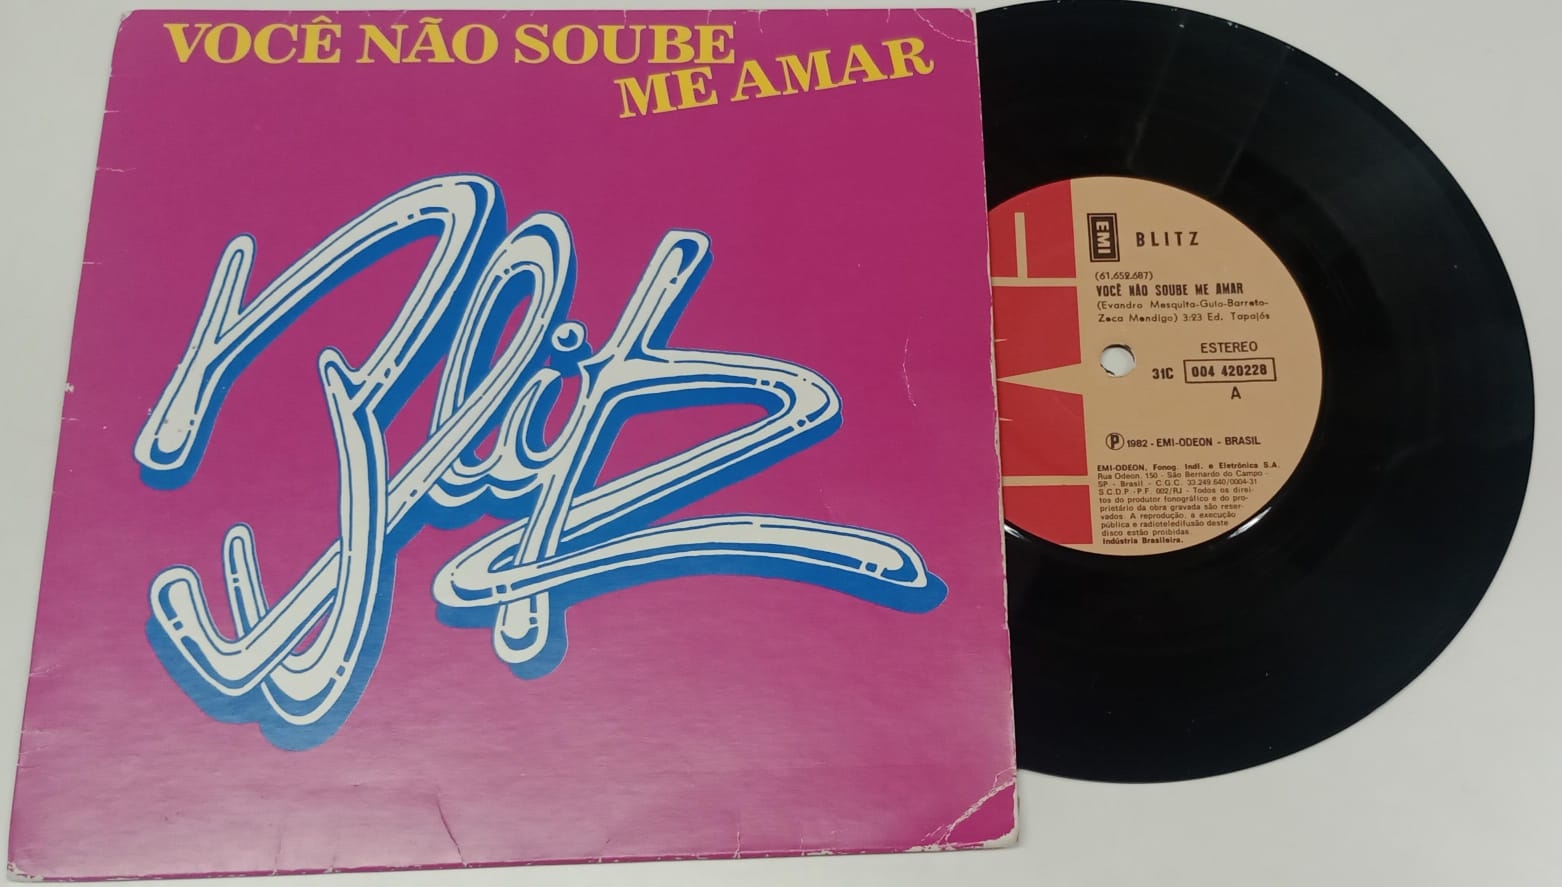 VOCÊ NÃO SOUBE
ME AMAR
Blitz
EMI
BLITZ
(61.652.687)
VOCÊ NÃO SOUBE ME AMAR
(Evandro Mesquita-Guto-Barreto-
Zeca Mendigo) 3:23 Ed. Tapajós
ESTEREO
31C 004 420228
A
Ⓟ 1982 - EMI-ODEON - BRASIL
EMI-ODEON, Fonog. Indl. e Eletrônica S.A.
Rua Odeon, 150 - São Bernardo do Campo -
SP - Brasil - C.G.C. 33.249.640/0004-31
S.C.D.P. - P.F. 002/RJ - Todos os direi-
tos do produtor fonográfico e do pro-
prietário da obra gravada são reser-
vados. A reprodução, a execução
pública e radioteledifusão deste
disco estão proibidas.
Indústria Brasileira.